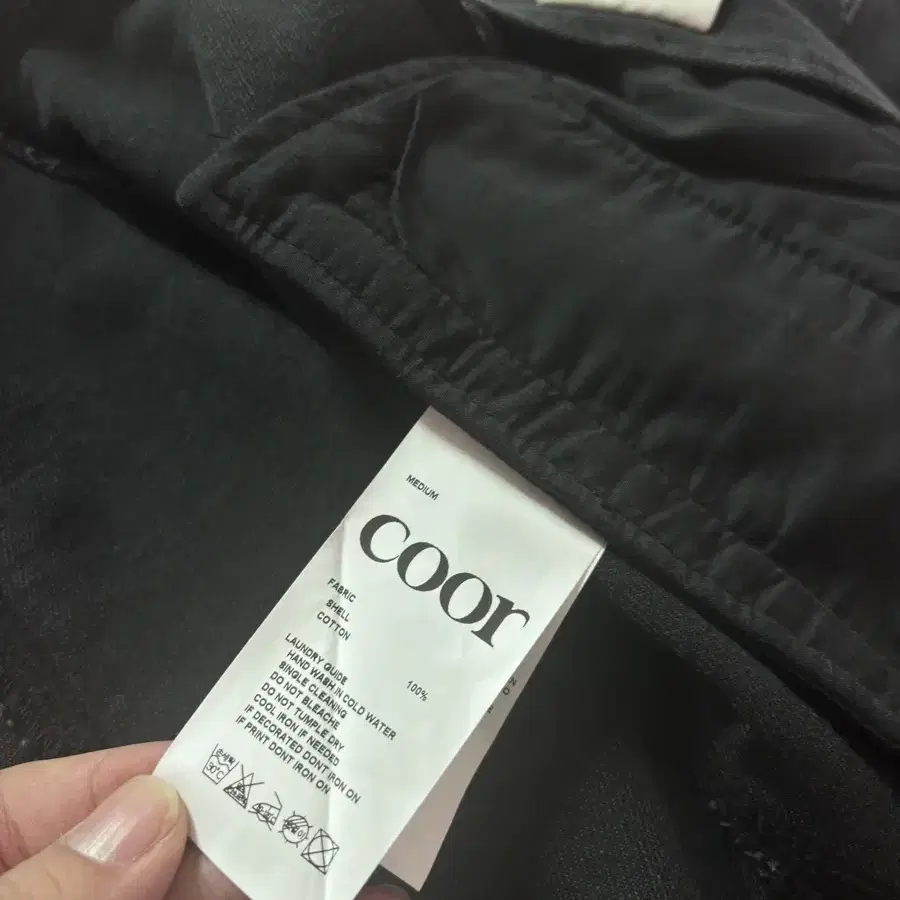 MEDIUM
coor
FABRIC
SHELL
COTTON 100%
LAUNDRY GUIDE
HAND WASH IN COLD WATER
SINGLE CLEANING
DO NOT BLEACHE
DO NOT TUMPLE DRY
COOL IRON IF NEEDED
IF DECORATED DONT IRON ON
IF PRINT DONT IRON ON
30°C